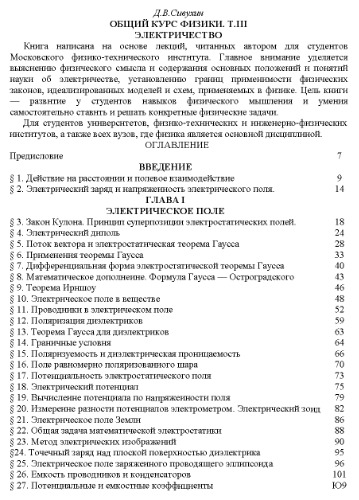 Д.В.Сивухин
ОБЩИЙ КУРС ФИЗИКИ. Т.III
ЭЛЕКТРИЧЕСТВО
Книга написана на основе лекций, читанных автором для студентов
Московского физико-технического института. Главное внимание уделяется
выяснению физического смысла и содержания основных положений и понятий
науки об электричестве, установлению границ применимости физических
законов, идеализированных моделей и схем, применяемых в физике. Цель книги
— развитие у студентов навыков физического мышления и умения
самостоятельно ставить и решать конкретные физические задачи.
Для студентов университетов, физико-технических и инженерно-физических
институтов, а также всех вузов, где физика является основной дисциплиной.
ОГЛАВЛЕНИЕ
Предисловие 7
ВВЕДЕНИЕ
§ 1. Действие на расстоянии и полевое взаимодействие 9
§ 2. Электрический заряд и напряженность электрического поля. 14
ГЛАВА I
ЭЛЕКТРИЧЕСКОЕ ПОЛЕ
§ 3. Закон Кулона. Принцип суперпозиции электростатических полей. 18
§ 4. Электрический диполь 24
§ 5. Поток вектора и электростатическая теорема Гаусса 28
§ 6. Применения теоремы Гаусса 33
§ 7. Дифференциальная форма электростатической теоремы Гаусса 40
§ 8. Математическое дополнение. Формула Гаусса — Остроградского 43
§ 9. Теорема Ирншоу 46
§ 10. Электрическое поле в веществе 48
§ 11. Проводники в электрическом поле 52
§ 12. Поляризация диэлектриков 59
§ 13. Теорема Гаусса для диэлектриков 63
§ 14. Граничные условия 64
§ 15. Поляризуемость и диэлектрическая проницаемость 66
§ 16. Поле равномерно поляризованного шара 70
§ 17. Потенциальность электростатического поля 73
§ 18. Электрический потенциал 75
§ 19. Вычисление потенциала по напряженности поля 79
§ 20. Измерение разности потенциалов электрометром. Электрический зонд 82
§ 21. Электрическое поле Земли 86
§ 22. Общая задача математической электростатики 88
§ 23. Метод электрических изображений 90
§24. Точечный заряд над плоской поверхностью диэлектрика 95
§ 25. Электрическое поле заряженного проводящего эллипсоида 96
§ 26. Емкость проводников и конденсаторов 101
§ 27. Потенциальные и емкостные коэффициенты Ю9